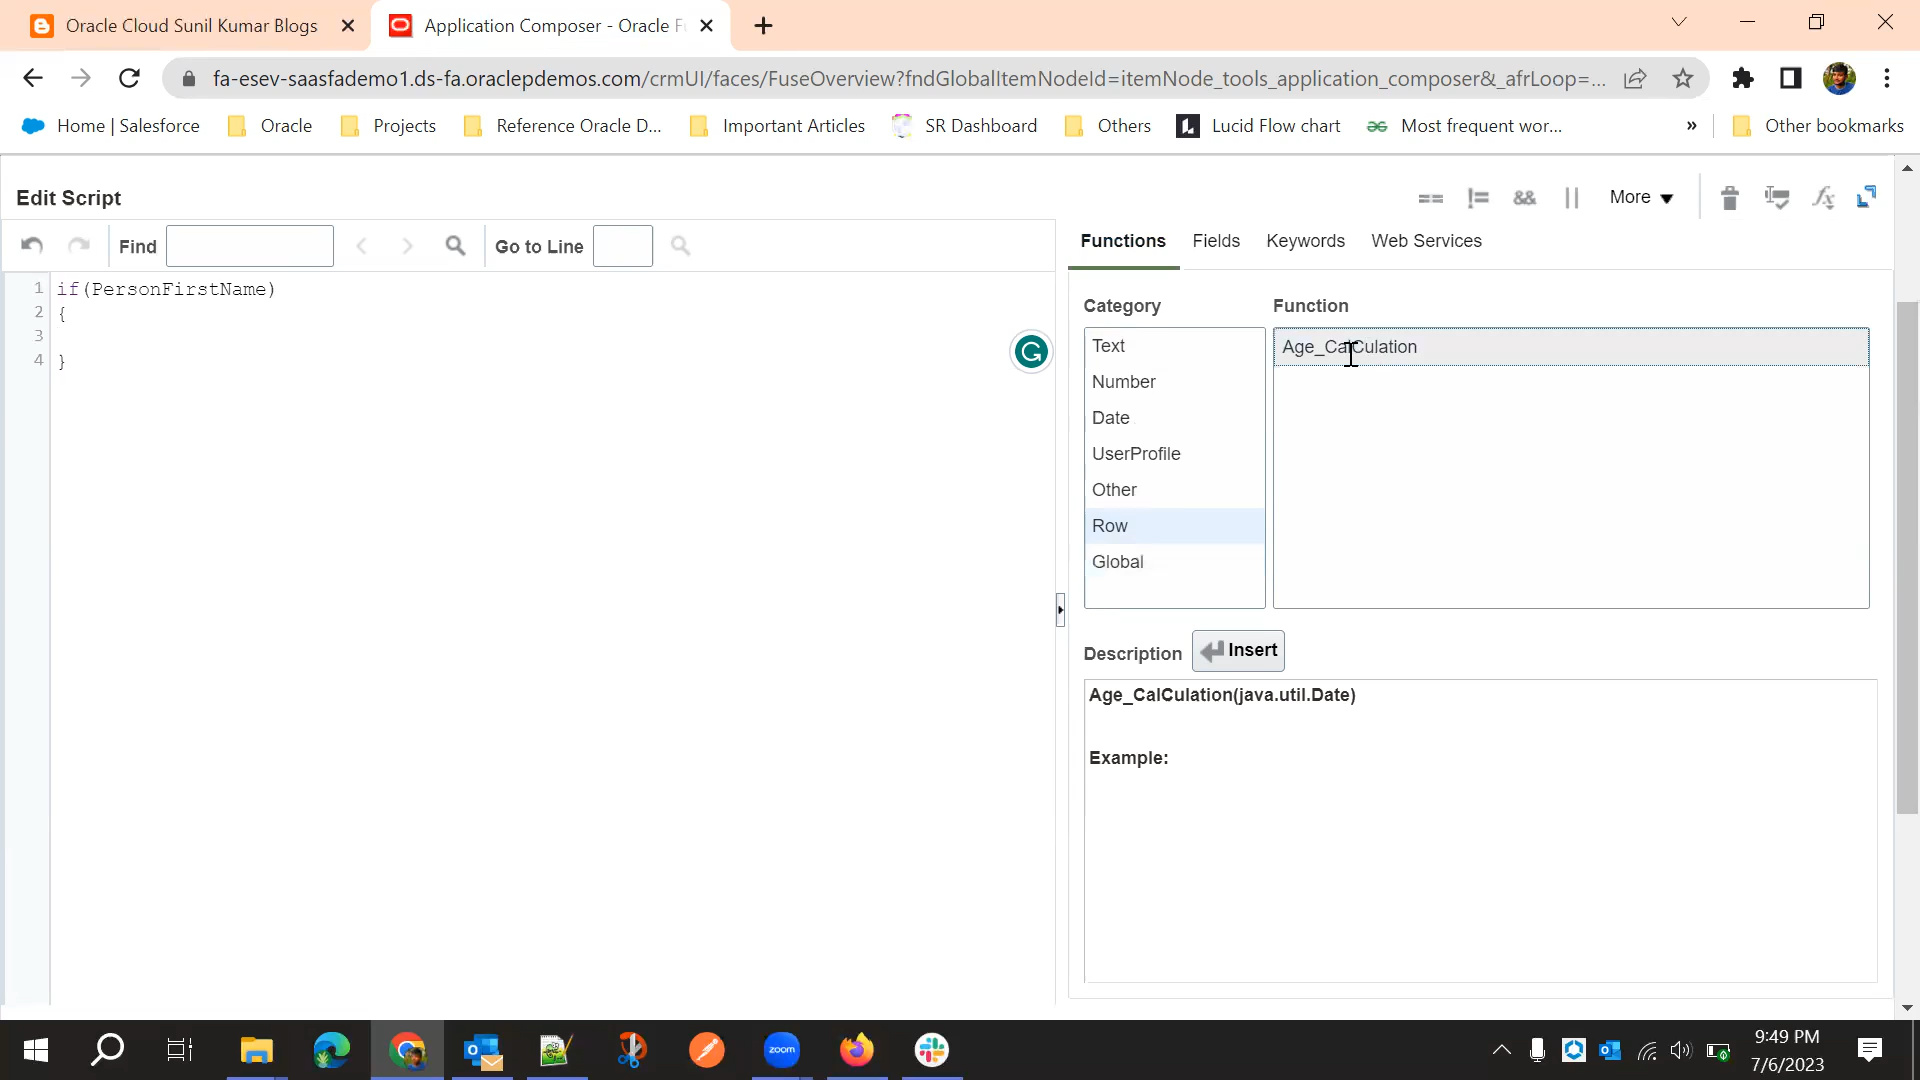 Oracle Cloud Sunil Kumar Blogs
Application Composer - Oracle F
fa-esev-saasfademo1.ds-fa.oraclepdemos.com/crmUI/faces/FuseOverview?fndGlobalItemNodeId=itemNode_tools_application_composer&_afrLoop=...
Home | Salesforce
Oracle
Projects
Reference Oracle D...
Important Articles
SR Dashboard
Others
Lucid Flow chart
Most frequent wor...
»
Other bookmarks
Edit Script
== != && || More
Find
Go to Line
Functions Fields Keywords Web Services
1 if(PersonFirstName)
2 {
3
4 }
Category
Function
Text
Number
Date
UserProfile
Other
Row
Global
Age_CalCulation
Description
Insert
Age_CalCulation(java.util.Date)
Example:
zoom
9:49 PM
7/6/2023